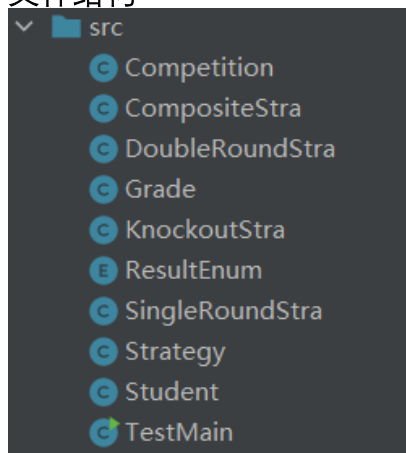 src
C Competition
C CompositeStra
C DoubleRoundStra
C Grade
C KnockoutStra
E ResultEnum
C SingleRoundStra
C Strategy
C Student
C TestMain